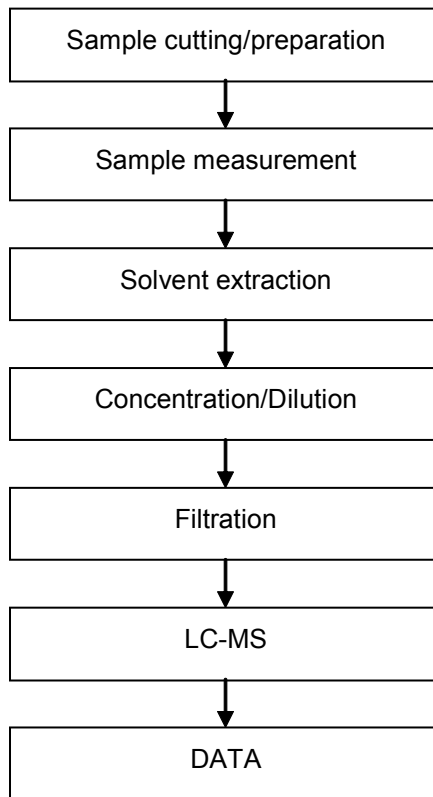 Sample cutting/preparation
Sample measurement
Solvent extraction
Concentration/Dilution
Filtration
LC-MS
DATA